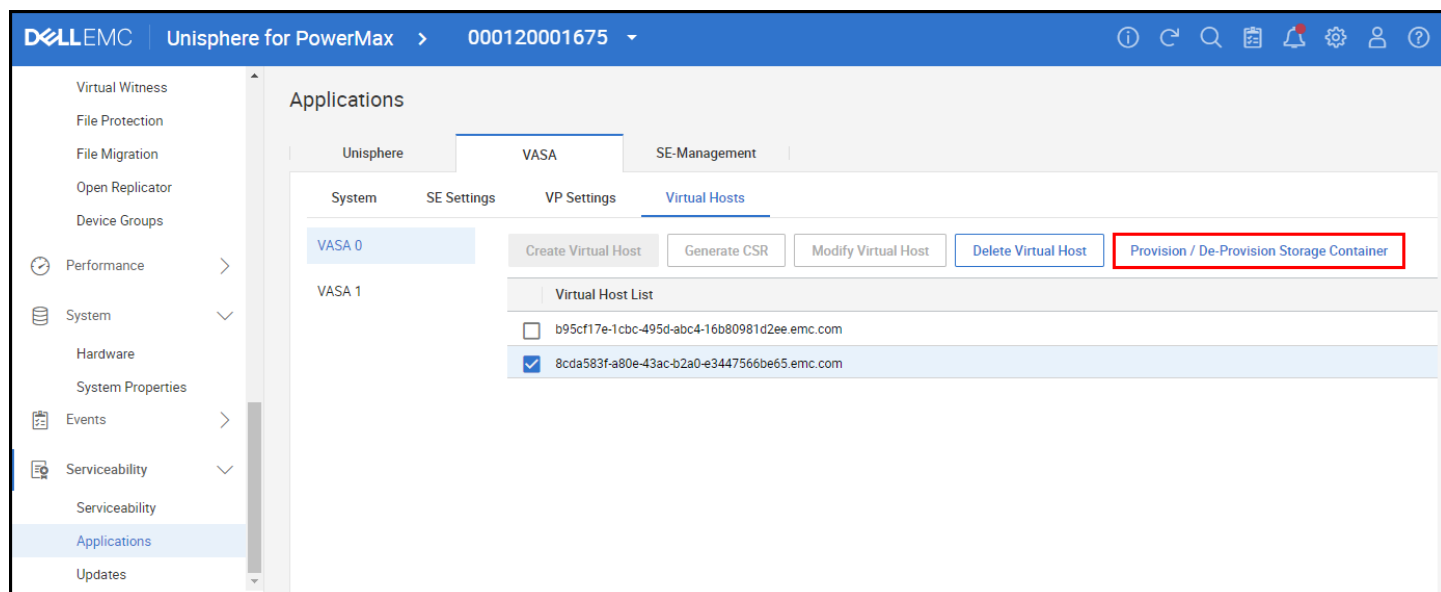 DELLEMC Unisphere for PowerMax > 000120001675
Virtual Witness
File Protection
File Migration
Open Replicator
Device Groups
Performance
System
Hardware
System Properties
Events
Serviceability
Serviceability
Applications
Updates
Applications
Unisphere VASA SE-Management
System SE Settings VP Settings Virtual Hosts
VASA 0
VASA 1
Create Virtual Host Generate CSR Modify Virtual Host Delete Virtual Host Provision / De-Provision Storage Container
Virtual Host List
b95cf17e-1cbc-495d-abc4-16b80981d2ee.emc.com
8cda583f-a80e-43ac-b2a0-e3447566be65.emc.com